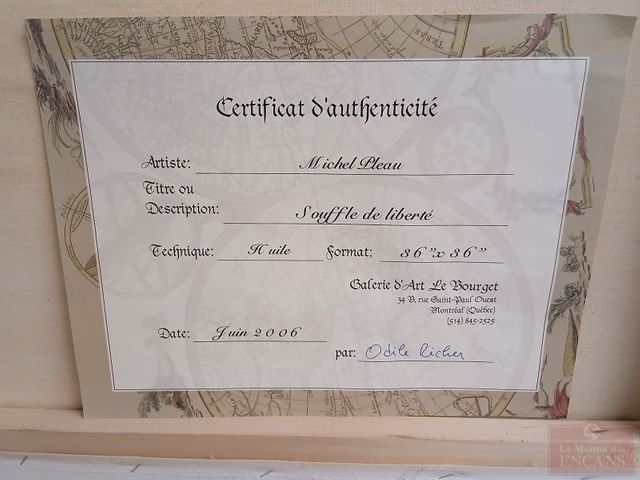 Certificat d'authenticité
Artiste: Michel Pleau
Titre ou
Description: Souffle de liberté
Technique: Huile Format: 36"x 36"
Galerie d'Art Le Bourget
34 B, rue Saint-Paul Ouest
Montréal (Québec)
(514) 845-2525
Date: Juin 2006
par: Odile Richer
La Maison des
ENCANS